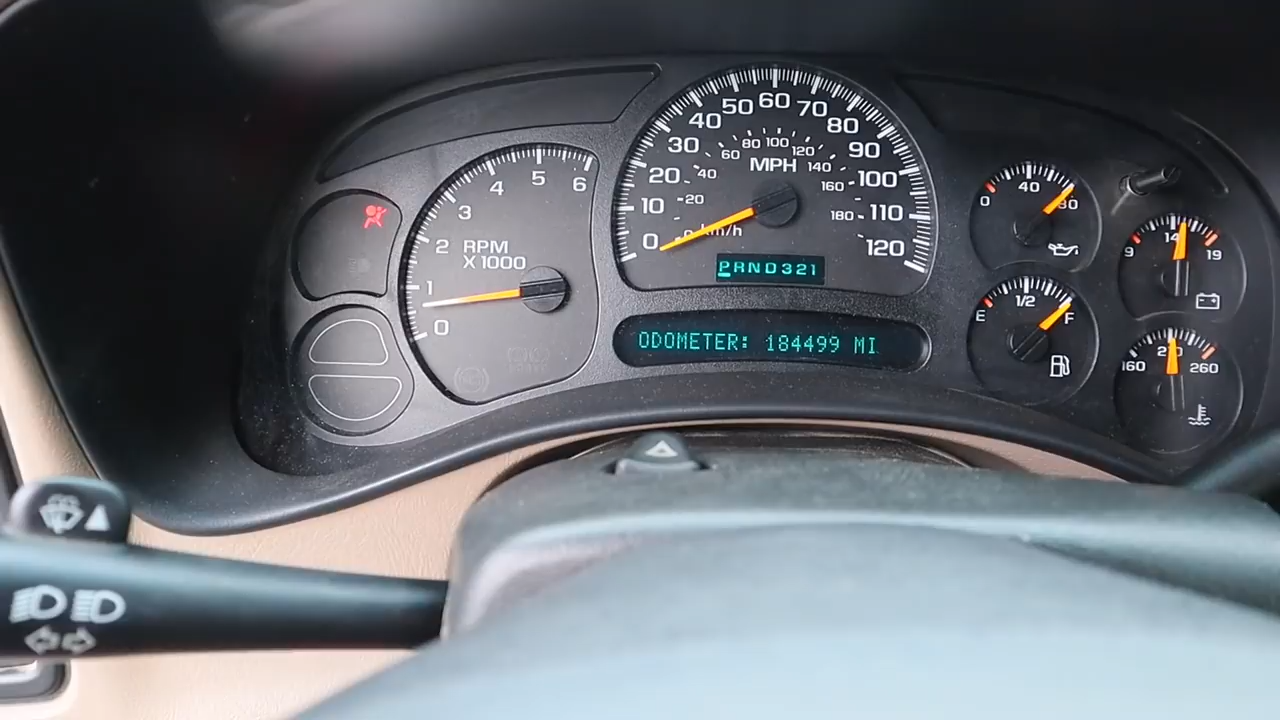 0 1 2 3 4 5 6
RPM
X 1000
0 10 20 30 40 50 60 70 80 90 100 110 120
0 20 40 60 80 100 120 140 160 180
MPH
km/h
PRND321
ODOMETER: 184499 MI
0 40 80
E 1/2 F
9 14 19
160 210 260